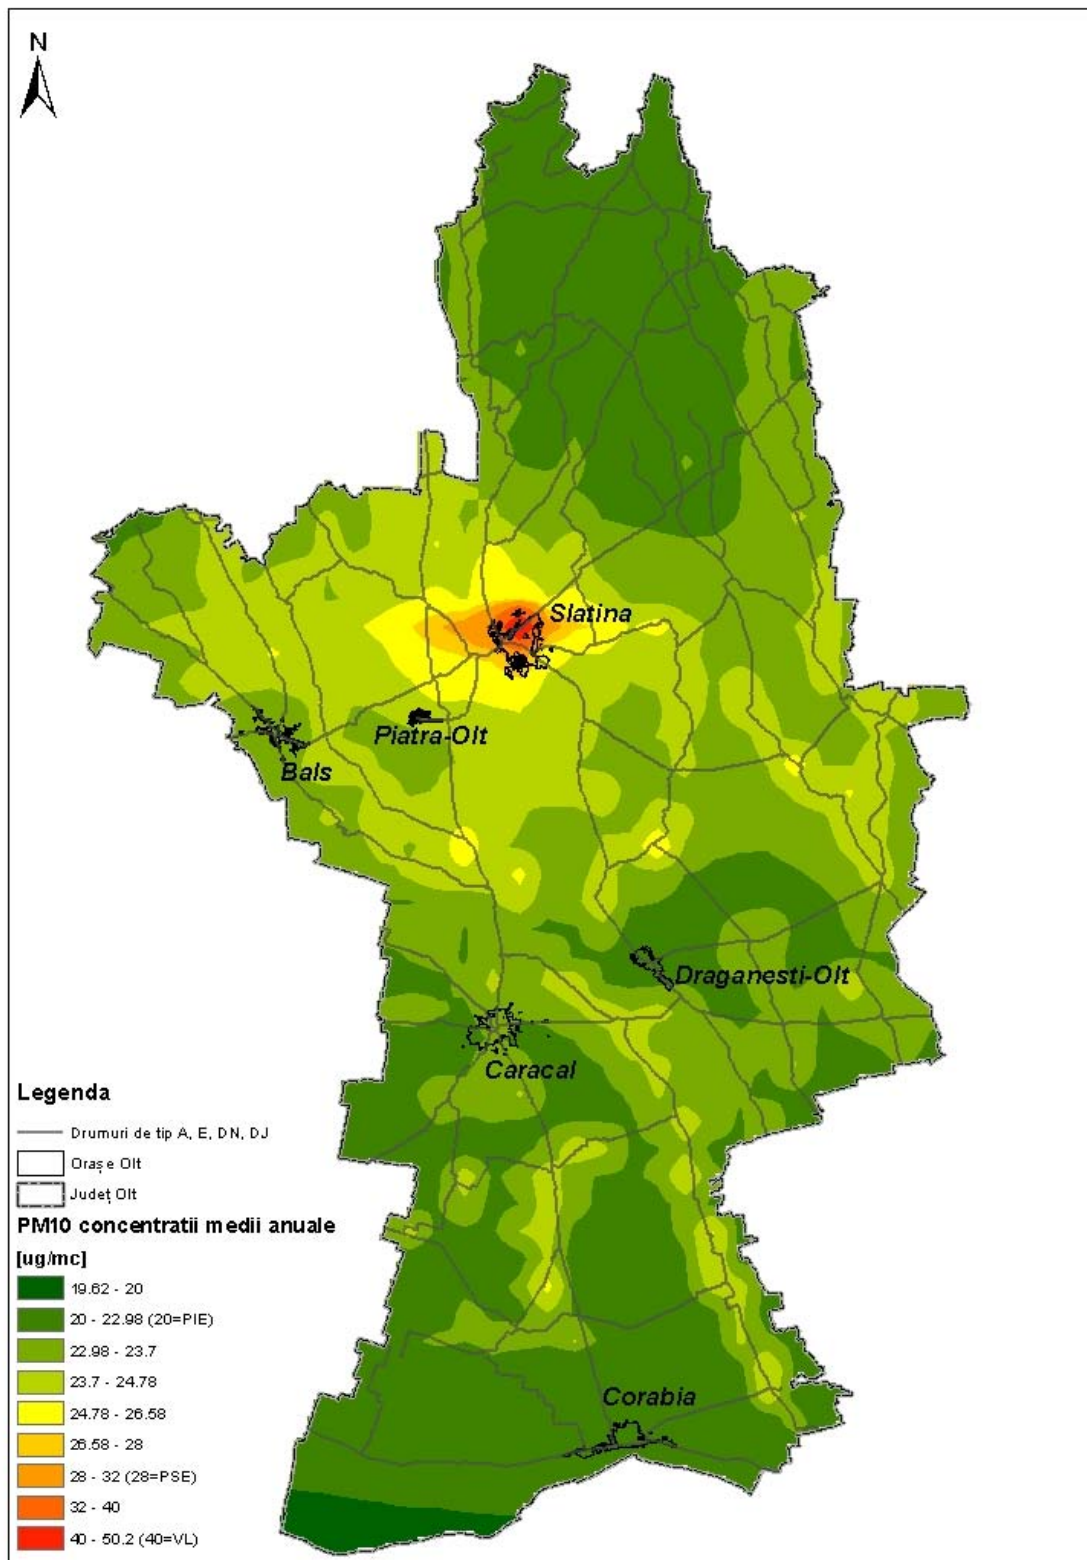 N
Slatina
Piatra-Olt
Bals
Draganesti-Olt
Caracal
Corabia
Legenda
Drumuri de tip A, E, DN, DJ
Orașe Olt
Județ Olt
PM10 concentratii medii anuale
[ug/mc]
19.62 - 20
20 - 22.98 (20=PIE)
22.98 - 23.7
23.7 - 24.78
24.78 - 26.58
26.58 - 28
28 - 32 (28=PSE)
32 - 40
40 - 50.2 (40=VL)